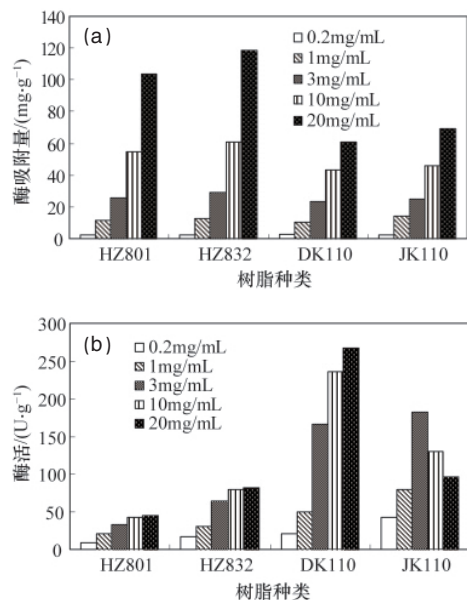 (a)
140
120
100
80
60
40
20
0
酶吸附量/(mg·g⁻¹)
0.2mg/mL
1mg/mL
3mg/mL
10mg/mL
20mg/mL
HZ801 HZ832 DK110 JK110
树脂种类
(b)
300
250
200
150
100
50
0
酶活/(U·g⁻¹)
0.2mg/mL
1mg/mL
3mg/mL
10mg/mL
20mg/mL
HZ801 HZ832 DK110 JK110
树脂种类